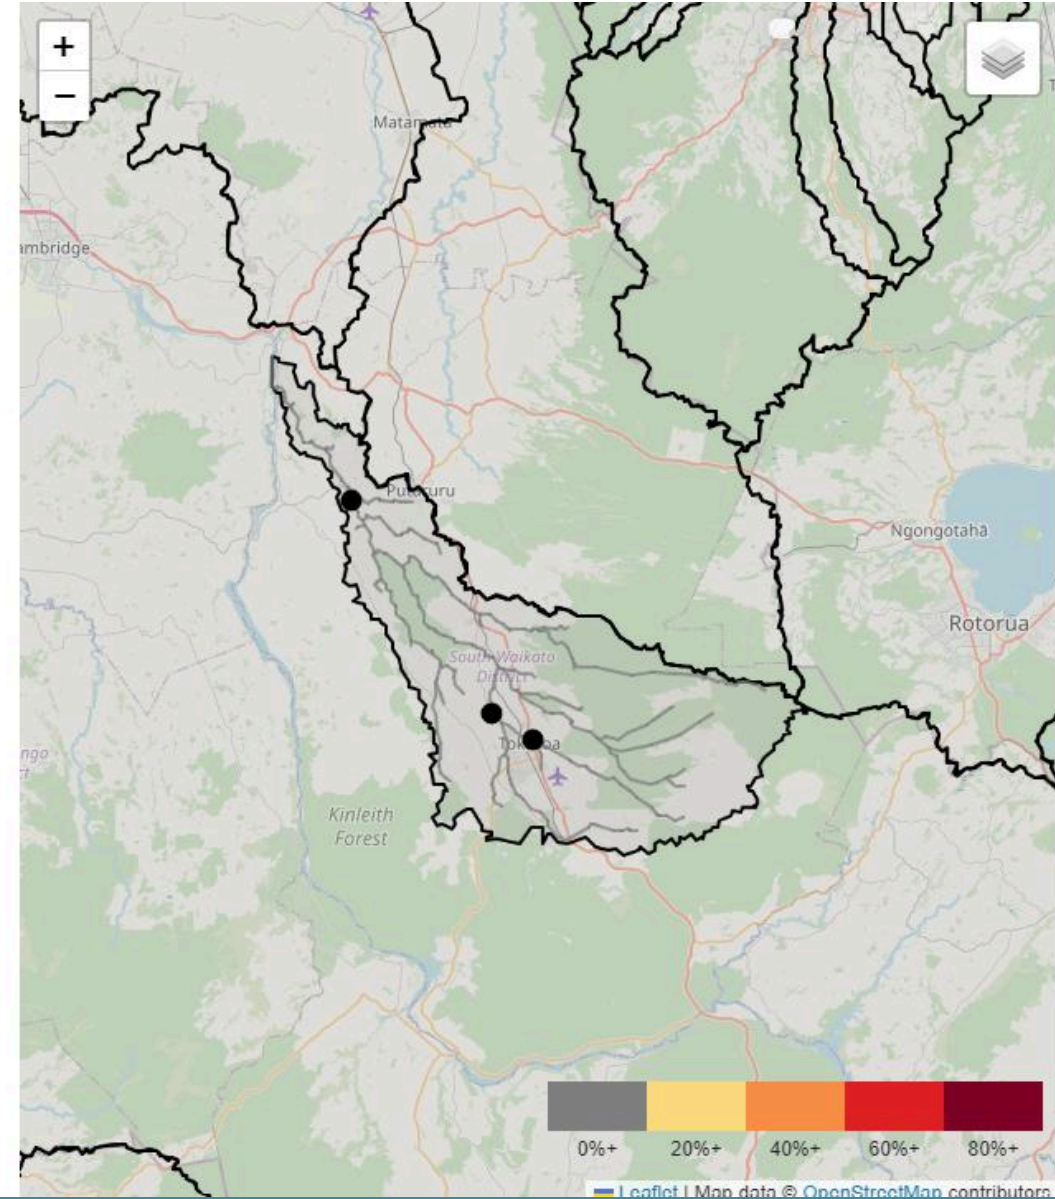 +
−
Matamata
ambridge
Putaruru
Ngongotahā
Rotorua
South Waikato
District
Tokoroa
Kinleith
Forest
0%+ 20%+ 40%+ 60%+ 80%+
Leaflet | Map data © OpenStreetMap contributors